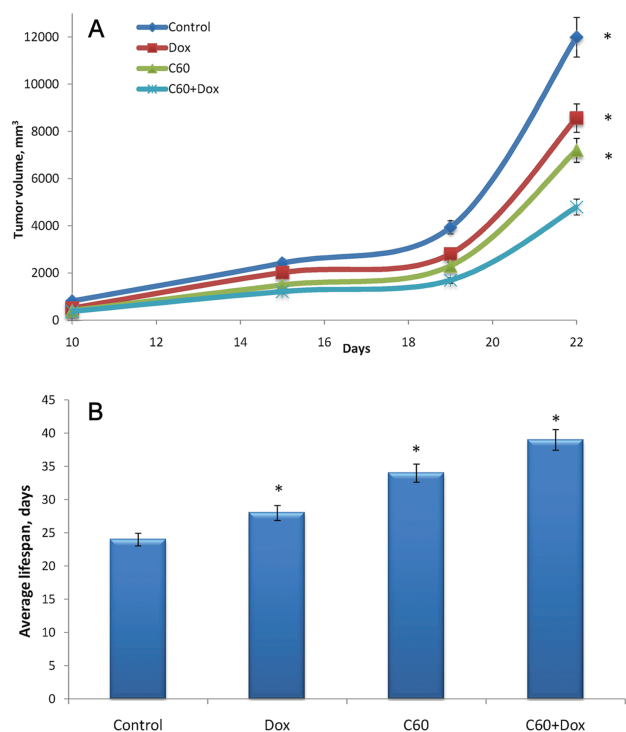 A
Control
Dox
C60
C60+Dox
*
*
*
Tumor volume, mm³
12000
10000
8000
6000
4000
2000
0
10
12
14
16
18
20
22
Days
B
*
*
*
Average lifespan, days
45
40
35
30
25
20
15
10
5
0
Control
Dox
C60
C60+Dox